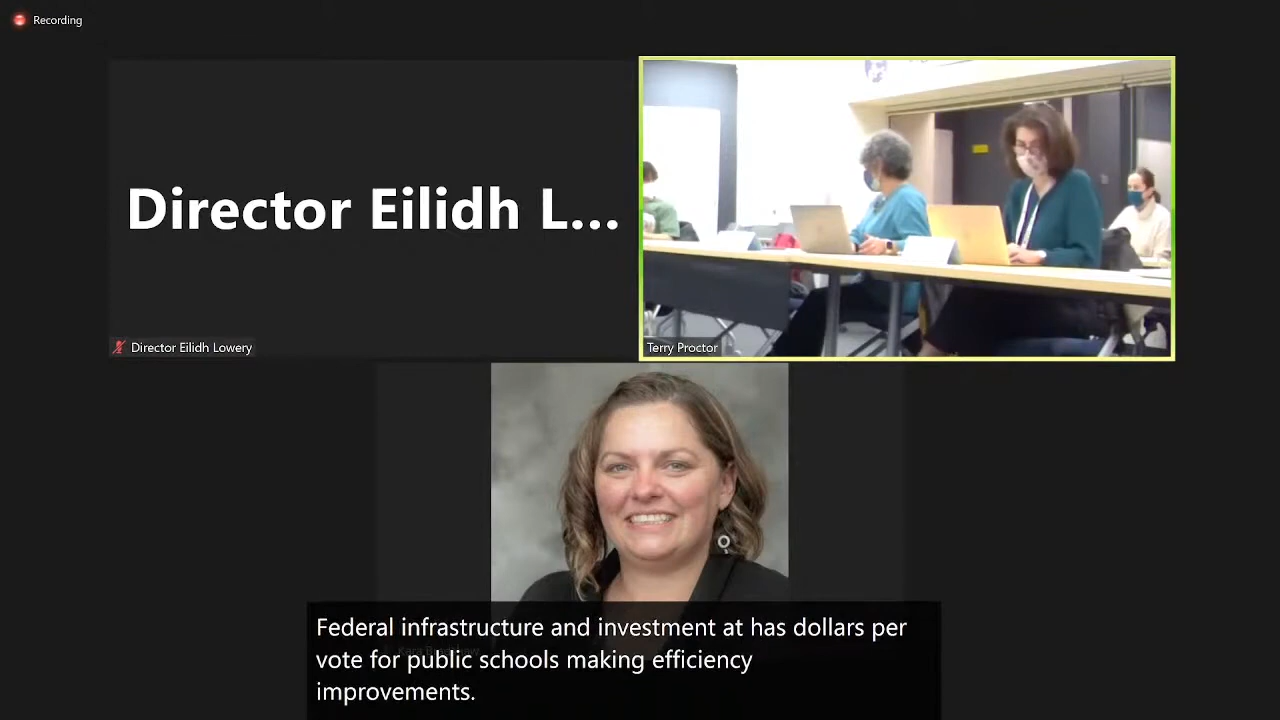 Recording
Director Eilidh L...
Director Eilidh Lowery
Terry Proctor
Federal infrastructure and investment at has dollars per
vote for public schools making efficiency
improvements.